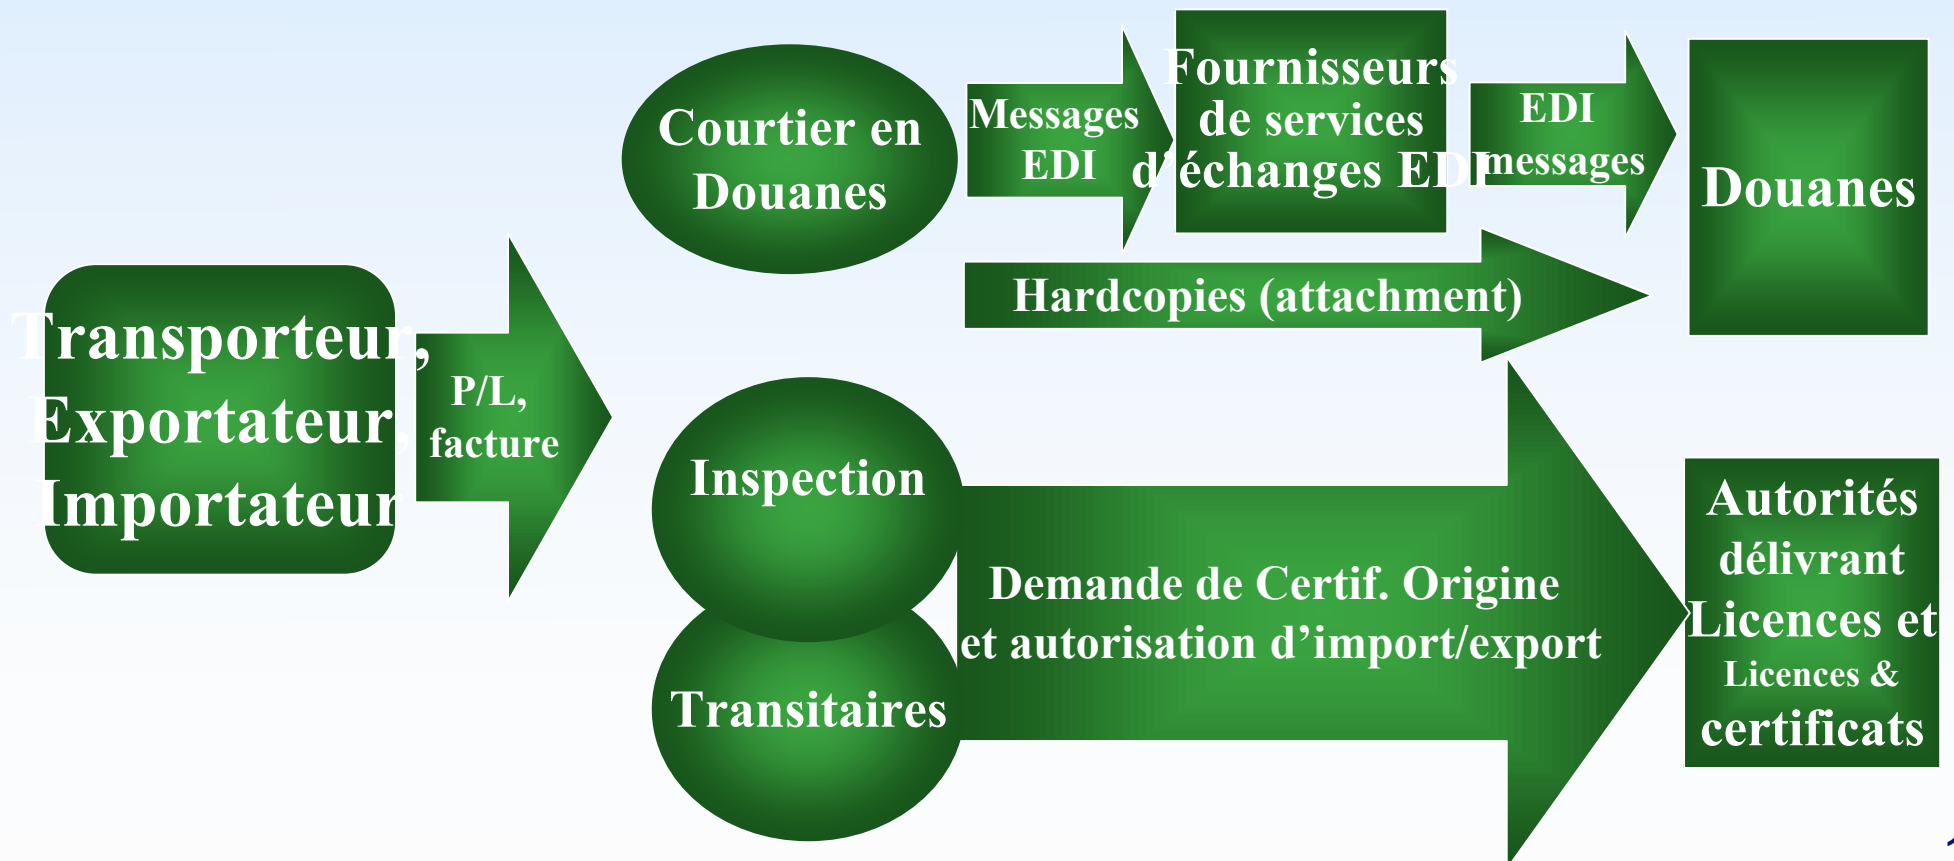 Transporteur,
Exportateur,
Importateur
P/L,
facture
Courtier en
Douanes
Messages
EDI
Fournisseurs
de services
d’échanges EDI
EDI
messages
Douanes
Hardcopies (attachment)
Inspection
Transitaires
Demande de Certif. Origine
et autorisation d’import/export
Autorités
délivrant
Licences et
Licences &
certificats